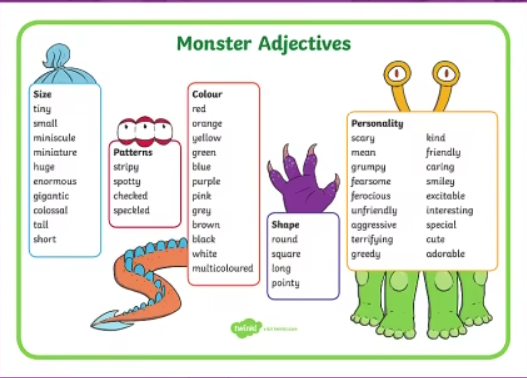 Monster Adjectives
Size
tiny
small
miniscule
miniature
huge
enormous
gigantic
colossal
tall
short
Patterns
stripy
spotty
checked
speckled
Colour
red
orange
yellow
green
blue
purple
pink
grey
brown
black
white
multicoloured
Shape
round
square
long
pointy
Personality
scary
mean
grumpy
fearsome
ferocious
unfriendly
aggressive
terrifying
greedy
kind
friendly
caring
smiley
excitable
interesting
special
cute
adorable
twinkl